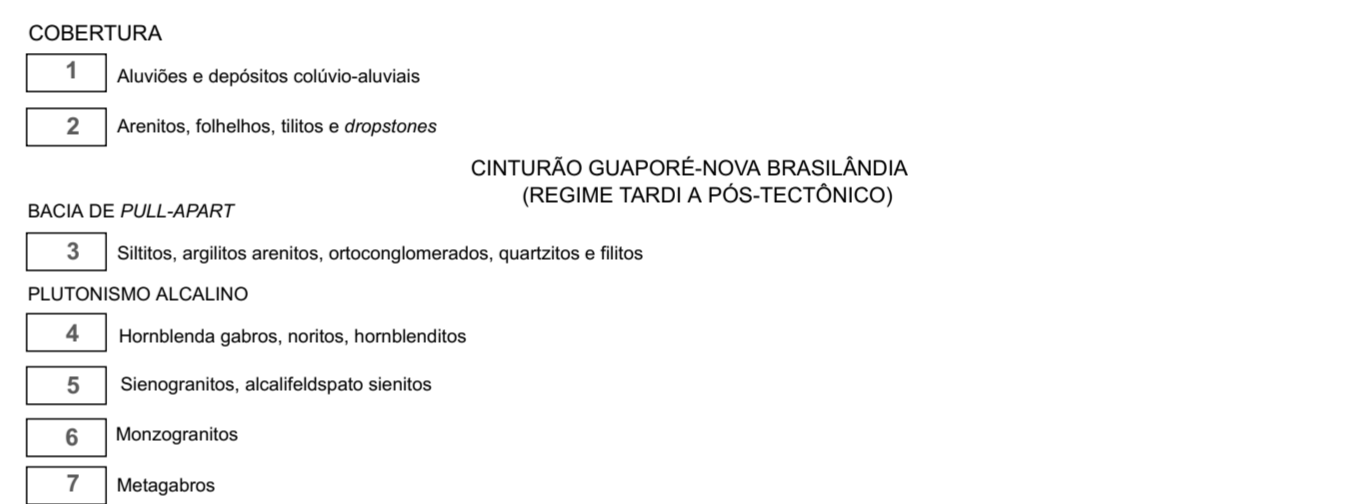 COBERTURA
1 Aluviões e depósitos colúvio-aluviais
2 Arenitos, folhelhos, tilitos e dropstones
CINTURÃO GUAPORÉ-NOVA BRASILÂNDIA
(REGIME TARDI A PÓS-TECTÔNICO)
BACIA DE PULL-APART
3 Siltitos, argilitos arenitos, ortoconglomerados, quartzitos e filitos
PLUTONISMO ALCALINO
4 Hornblenda gabros, noritos, hornblenditos
5 Sienogranitos, alcalifeldspato sienitos
6 Monzogranitos
7 Metagabros